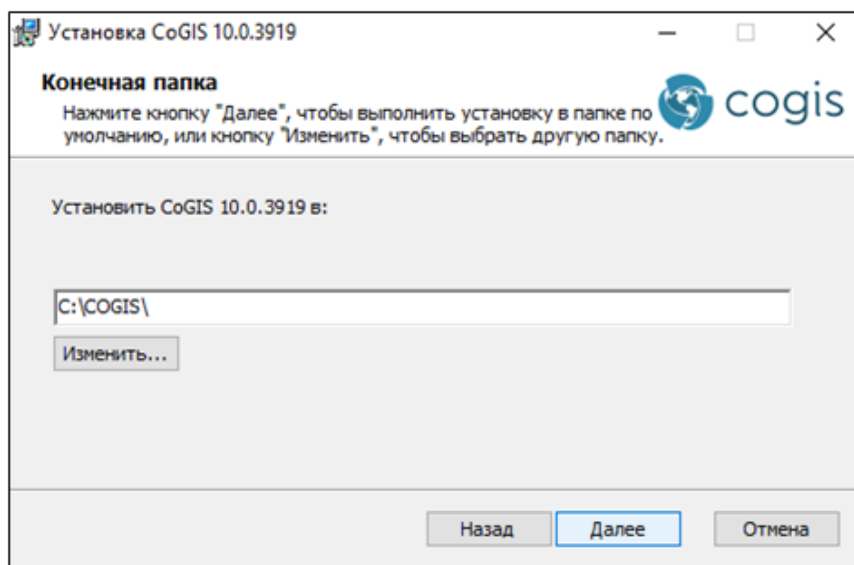 Установка CoGIS 10.0.3919
Конечная папка
Нажмите кнопку "Далее", чтобы выполнить установку в папке по
умолчанию, или кнопку "Изменить", чтобы выбрать другую папку.
cogis
Установить CoGIS 10.0.3919 в:
C:\COGIS\
Изменить...
Назад
Далее
Отмена